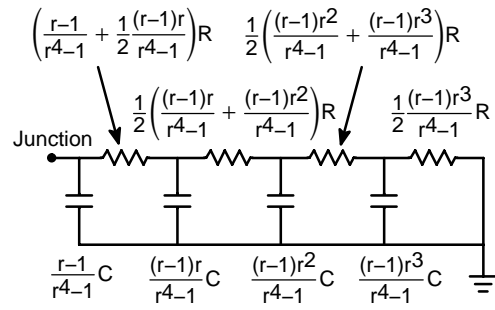 (r–1/r⁴–1 + 1/2 (r–1)r/r⁴–1)R
1/2((r–1)r²/r⁴–1 + (r–1)r³/r⁴–1)R
1/2((r–1)r/r⁴–1 + (r–1)r²/r⁴–1)R
1/2 (r–1)r³/r⁴–1 R
Junction
r–1/r⁴–1 C
(r–1)r/r⁴–1 C
(r–1)r²/r⁴–1 C
(r–1)r³/r⁴–1 C